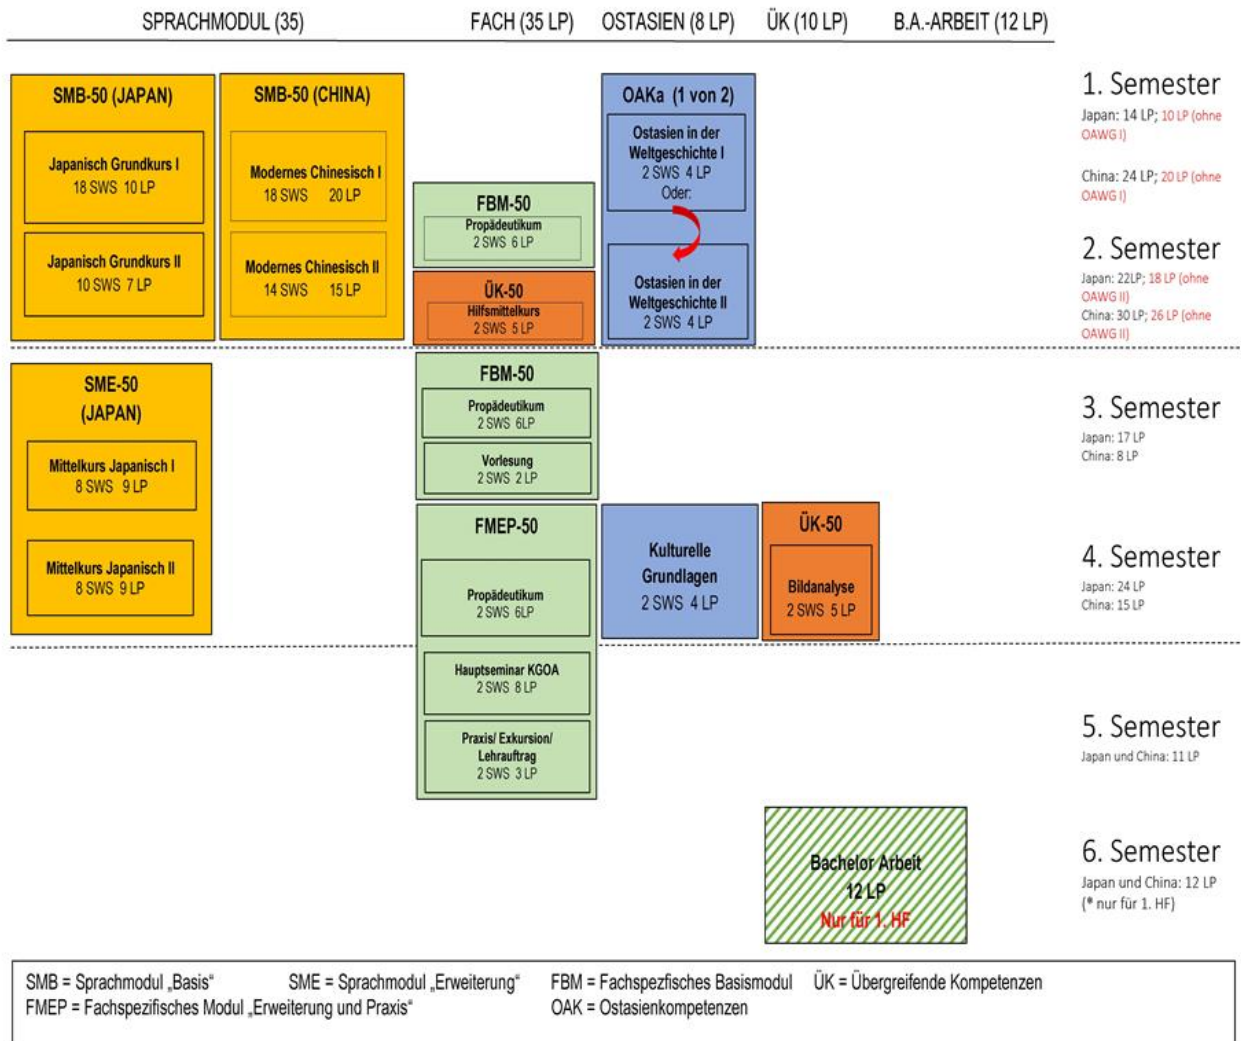 SPRACHMODUL (35)
FACH (35 LP)
OSTASIEN (8 LP)
ÜK (10 LP)
B.A.-ARBEIT (12 LP)
SMB-50 (JAPAN)
Japanisch Grundkurs I
18 SWS 10 LP
Japanisch Grundkurs II
10 SWS 7 LP
SMB-50 (CHINA)
Modernes Chinesisch I
18 SWS 20 LP
Modernes Chinesisch II
14 SWS 15 LP
FBM-50
Propädeutikum
2 SWS 6 LP
ÜK-50
Hilfsmittelkurs
2 SWS 5 LP
OAKa (1 von 2)
Ostasien in der
Weltgeschichte I
2 SWS 4 LP
Oder:
Ostasien in der
Weltgeschichte II
2 SWS 4 LP
1. Semester
Japan: 14 LP; 10 LP (ohne
OAWG I)
China: 24 LP; 20 LP (ohne
OAWG I)
2. Semester
Japan: 22LP; 18 LP (ohne
OAWG II)
China: 30 LP; 26 LP (ohne
OAWG II)
SME-50
(JAPAN)
Mittelkurs Japanisch I
8 SWS 9 LP
Mittelkurs Japanisch II
8 SWS 9 LP
FBM-50
Propädeutikum
2 SWS 6LP
Vorlesung
2 SWS 2 LP
3. Semester
Japan: 17 LP
China: 8 LP
FMEP-50
Propädeutikum
2 SWS 6LP
Hauptseminar KGOA
2 SWS 8 LP
Praxis/ Exkursion/
Lehrauftrag
2 SWS 3 LP
Kulturelle
Grundlagen
2 SWS 4 LP
ÜK-50
Bildanalyse
2 SWS 5 LP
4. Semester
Japan: 24 LP
China: 15 LP
5. Semester
Japan und China: 11 LP
Bachelor Arbeit
12 LP
Nur für 1. HF
6. Semester
Japan und China: 12 LP
(* nur für 1. HF)
SMB = Sprachmodul „Basis“ SME = Sprachmodul „Erweiterung“ FBM = Fachspezfisches Basismodul ÜK = Übergreifende Kompetenzen
FMEP = Fachspezifisches Modul „Erweiterung und Praxis“ OAK = Ostasienkompetenzen